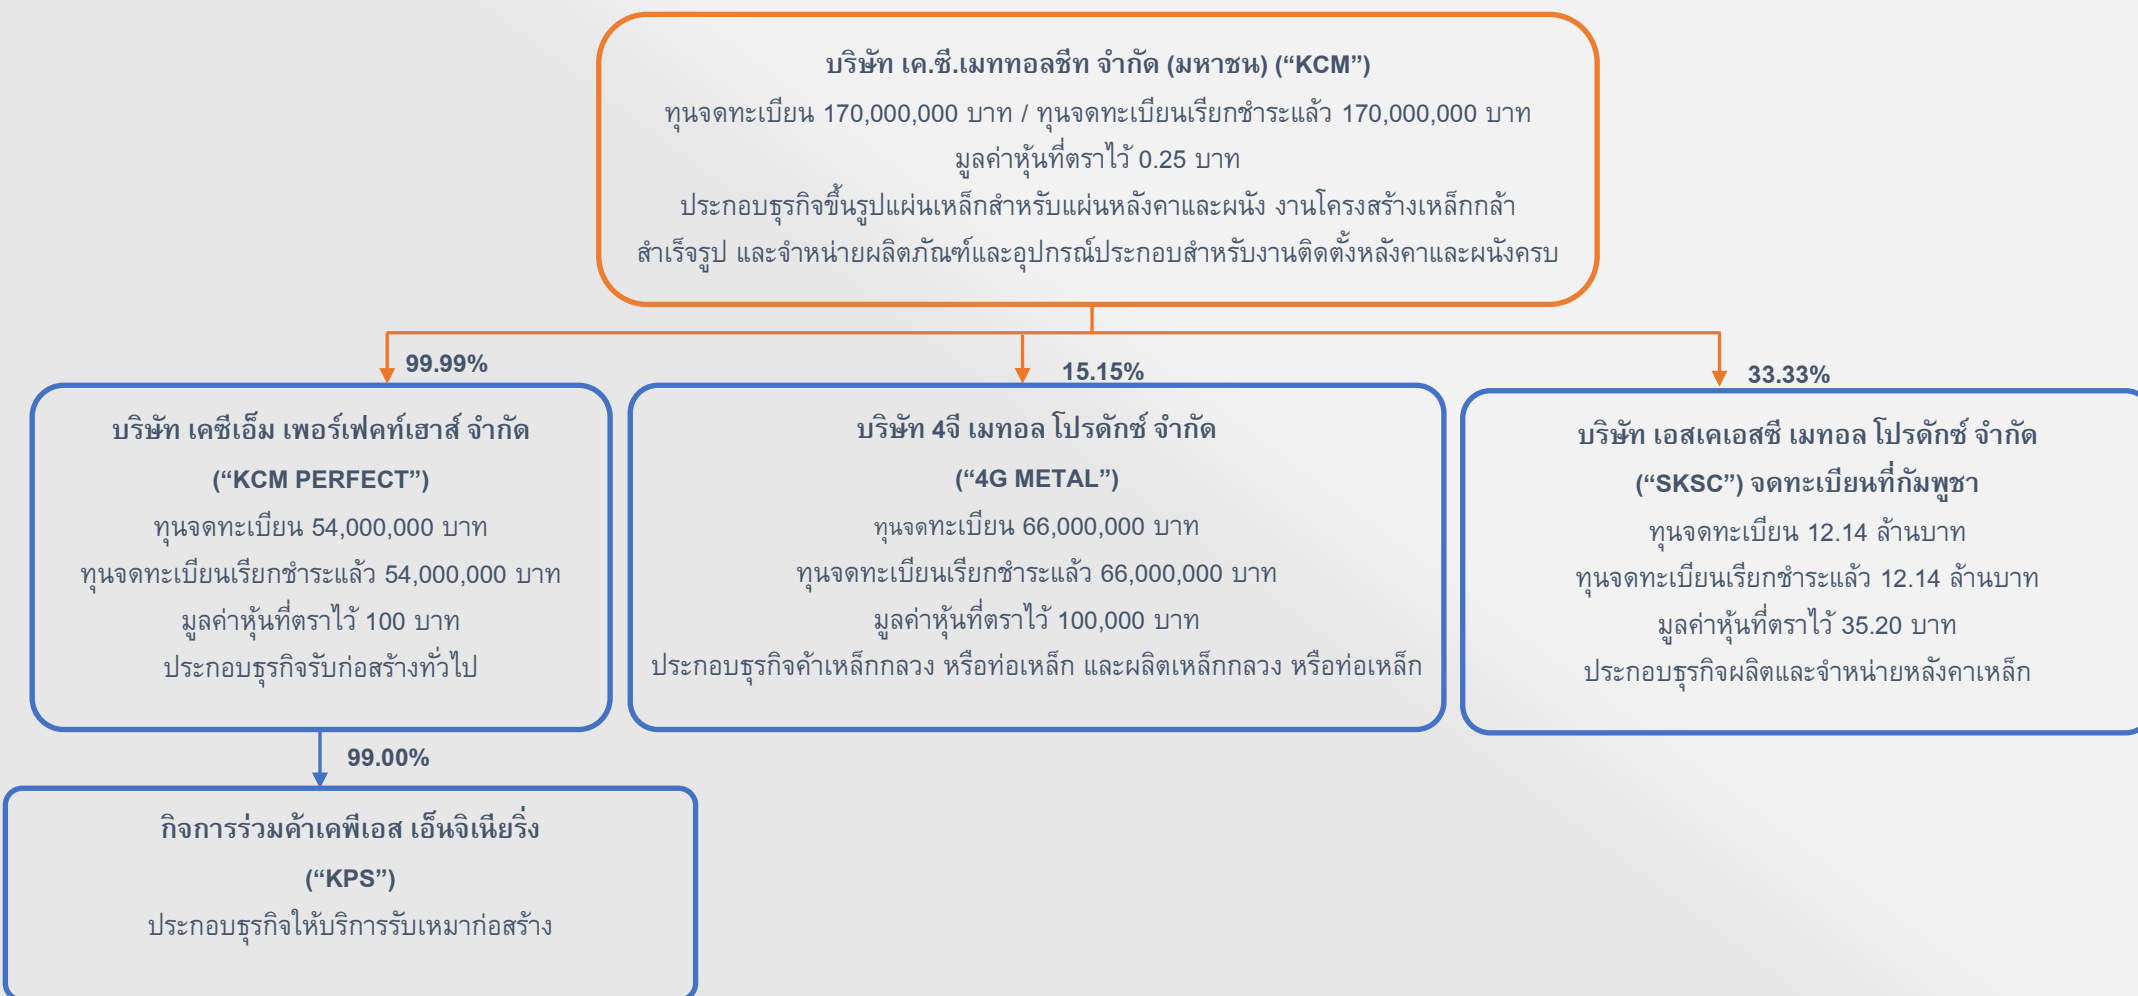 บริษัท เค.ซี.เมททอลชีท จำกัด (มหาชน) (“KCM”)
ทุนจดทะเบียน 170,000,000 บาท / ทุนจดทะเบียนเรียกชำระแล้ว 170,000,000 บาท
มูลค่าหุ้นที่ตราไว้ 0.25 บาท
ประกอบธุรกิจขึ้นรูปแผ่นเหล็กสำหรับแผ่นหลังคาและผนัง งานโครงสร้างเหล็กกล้า
สำเร็จรูป และจำหน่ายผลิตภัณฑ์และอุปกรณ์ประกอบสำหรับงานติดตั้งหลังคาและผนังครบ
99.99%
บริษัท เคซีเอ็ม เพอร์เฟคท์เฮาส์ จำกัด
(“KCM PERFECT”)
ทุนจดทะเบียน 54,000,000 บาท
ทุนจดทะเบียนเรียกชำระแล้ว 54,000,000 บาท
มูลค่าหุ้นที่ตราไว้ 100 บาท
ประกอบธุรกิจรับก่อสร้างทั่วไป
15.15%
บริษัท 4จี เมทอล โปรดักซ์ จำกัด
(“4G METAL”)
ทุนจดทะเบียน 66,000,000 บาท
ทุนจดทะเบียนเรียกชำระแล้ว 66,000,000 บาท
มูลค่าหุ้นที่ตราไว้ 100,000 บาท
ประกอบธุรกิจค้าเหล็กกลวง หรือท่อเหล็ก และผลิตเหล็กกลวง หรือท่อเหล็ก
33.33%
บริษัท เอสเคเอสซี เมทอล โปรดักซ์ จำกัด
(“SKSC”) จดทะเบียนที่กัมพูชา
ทุนจดทะเบียน 12.14 ล้านบาท
ทุนจดทะเบียนเรียกชำระแล้ว 12.14 ล้านบาท
มูลค่าหุ้นที่ตราไว้ 35.20 บาท
ประกอบธุรกิจผลิตและจำหน่ายหลังคาเหล็ก
99.00%
กิจการร่วมค้าเคพีเอส เอ็นจิเนียริ่ง
(“KPS”)
ประกอบธุรกิจให้บริการรับเหมาก่อสร้าง